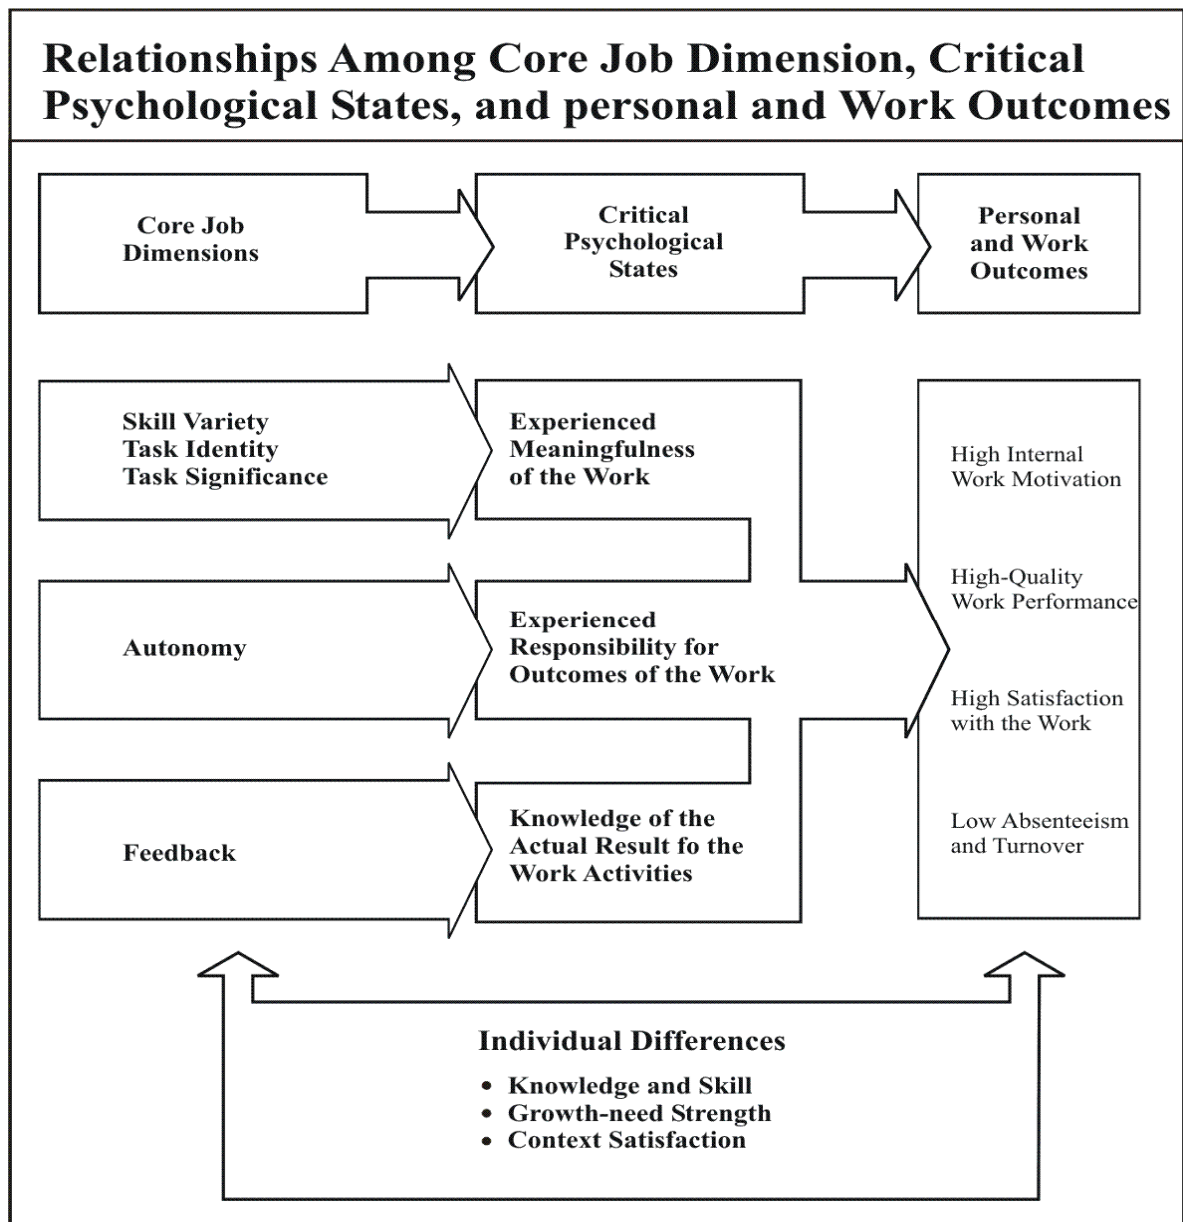 Relationships Among Core Job Dimension, Critical
Psychological States, and personal and Work Outcomes
Core Job
Dimensions
Critical
Psychological
States
Personal
and Work
Outcomes
Skill Variety
Task Identity
Task Significance
Experienced
Meaningfulness
of the Work
Autonomy
Experienced
Responsibility for
Outcomes of the Work
Feedback
Knowledge of the
Actual Result fo the
Work Activities
High Internal
Work Motivation
High-Quality
Work Performance
High Satisfaction
with the Work
Low Absenteeism
and Turnover
Individual Differences
• Knowledge and Skill
• Growth-need Strength
• Context Satisfaction